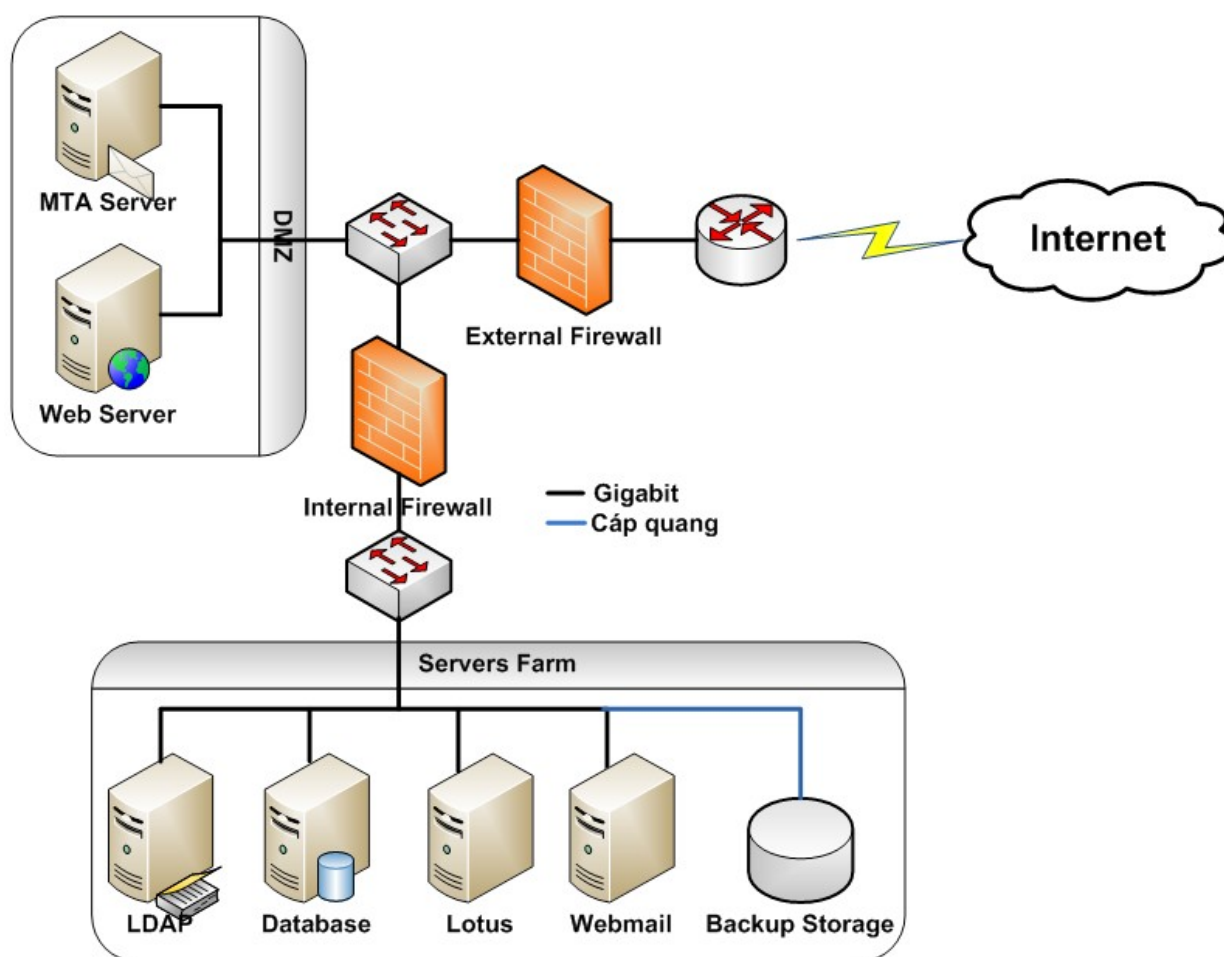 MTA Server
Web Server
DMZ
External Firewall
Internet
Internal Firewall
Gigabit
Cáp quang
Servers Farm
LDAP
Database
Lotus
Webmail
Backup Storage